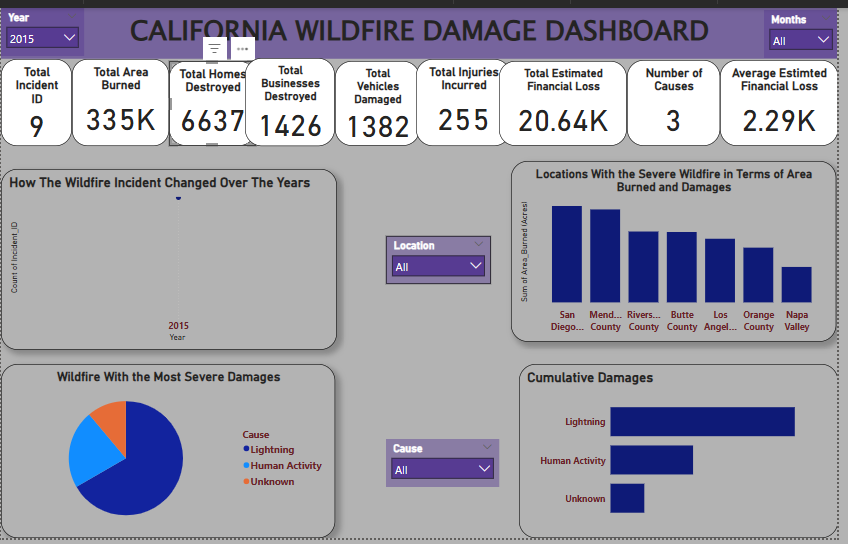 Year
2015
CALIFORNIA WILDFIRE DAMAGE DASHBOARD
Months
All
Total
Incident
ID
9
Total Area
Burned
335K
Total Homes
Destroyed
6637
Total
Businesses
Destroyed
1426
Total
Vehicles
Damaged
1382
Total Injuries
Incurred
255
Total Estimated
Financial Loss
20.64K
Number of
Causes
3
Average Estimted
Financial Loss
2.29K
How The Wildfire Incident Changed Over The Years
Count of Incident_ID
2015
Year
Location
All
Locations With the Severe Wildfire in Terms of Area
Burned and Damages
Sum of Area_Burned (Acres)
San
Diego...
Mend...
County
Rivers...
County
Butte
County
Los
Angel...
Orange
County
Napa
Valley
Wildfire With the Most Severe Damages
Cause
Lightning
Human Activity
Unknown
Cause
All
Cumulative Damages
Lightning
Human Activity
Unknown